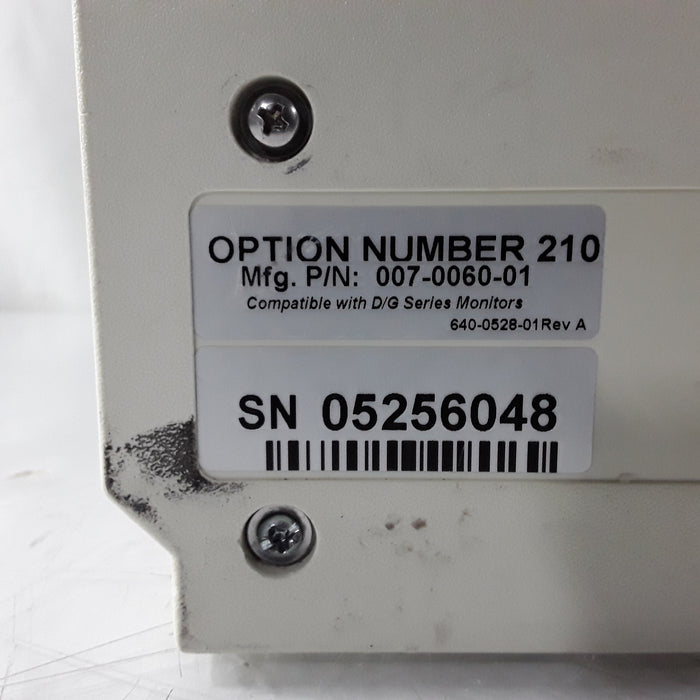 OPTION NUMBER 210
Mfg. P/N: 007-0060-01
Compatible with D/G Series Monitors
640-0528-01Rev A
SN 05256048